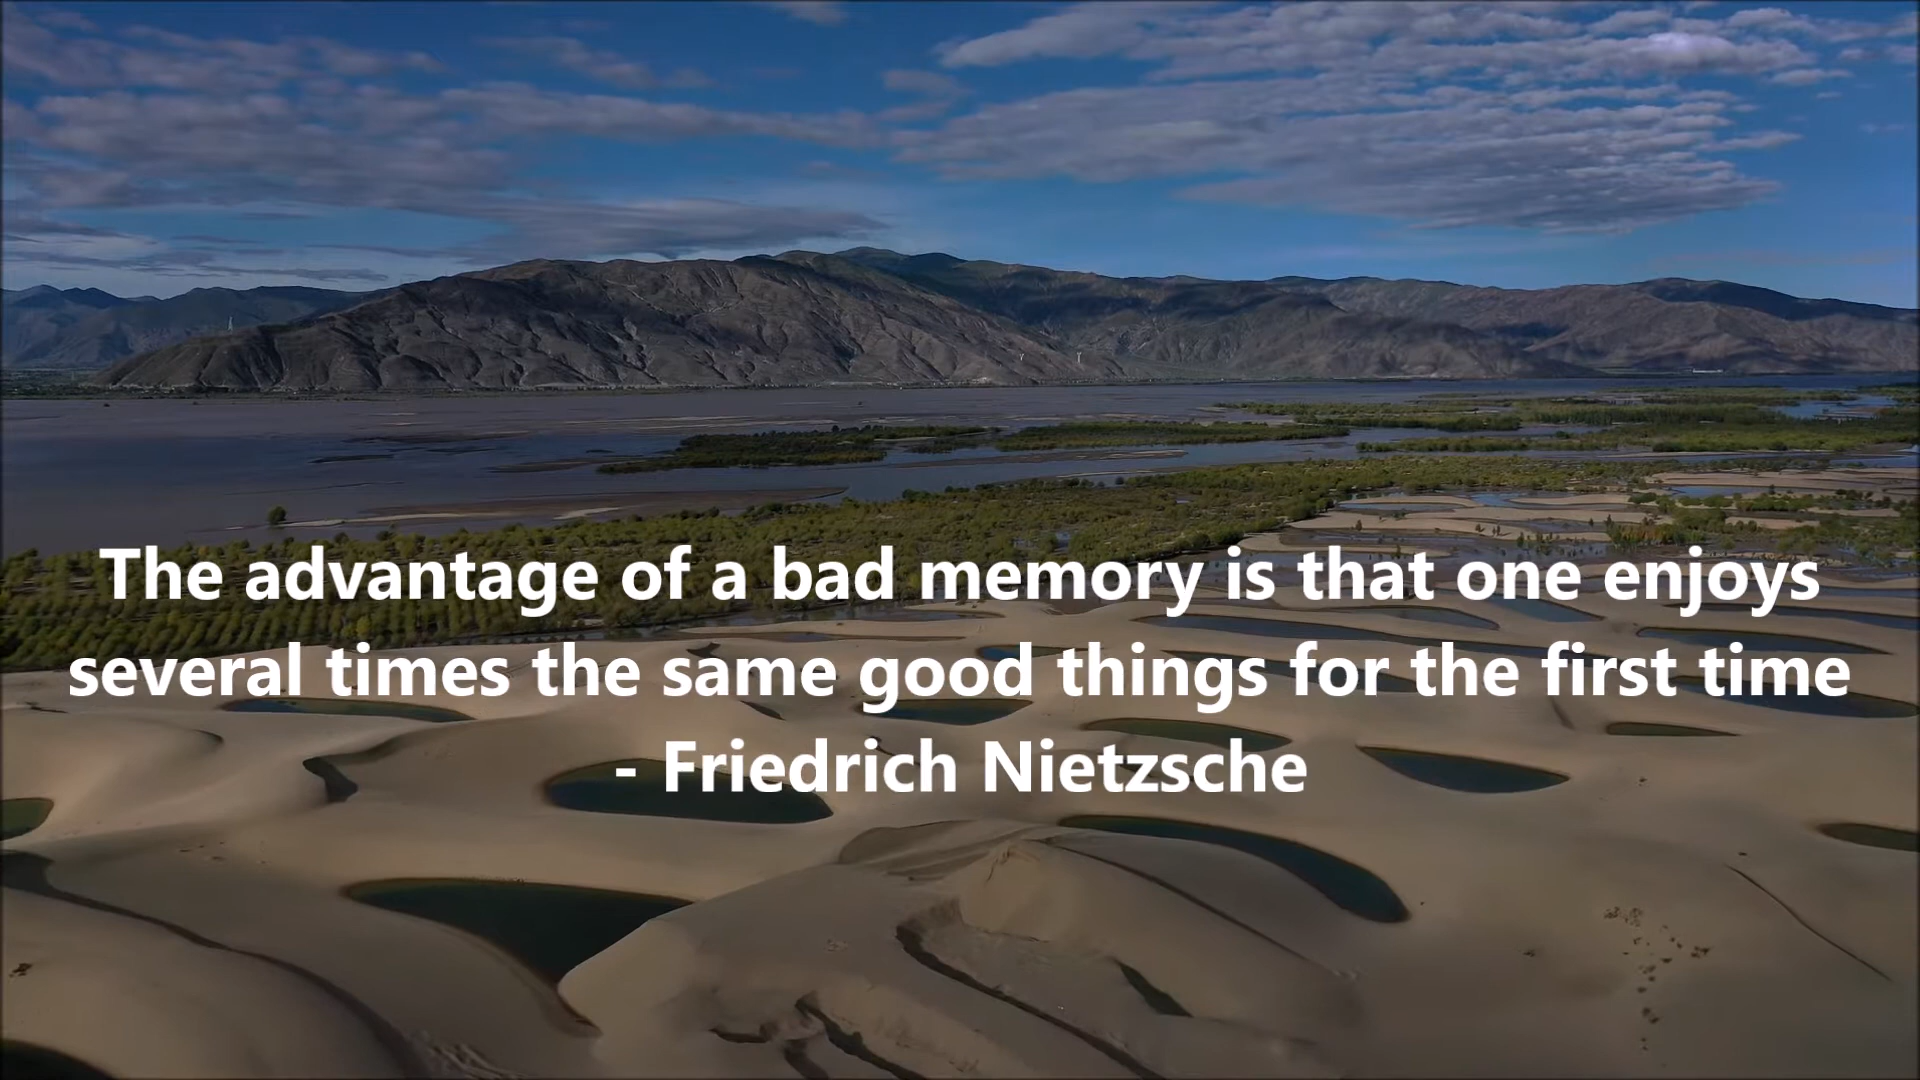 The advantage of a bad memory is that one enjoys
several times the same good things for the first time
- Friedrich Nietzsche